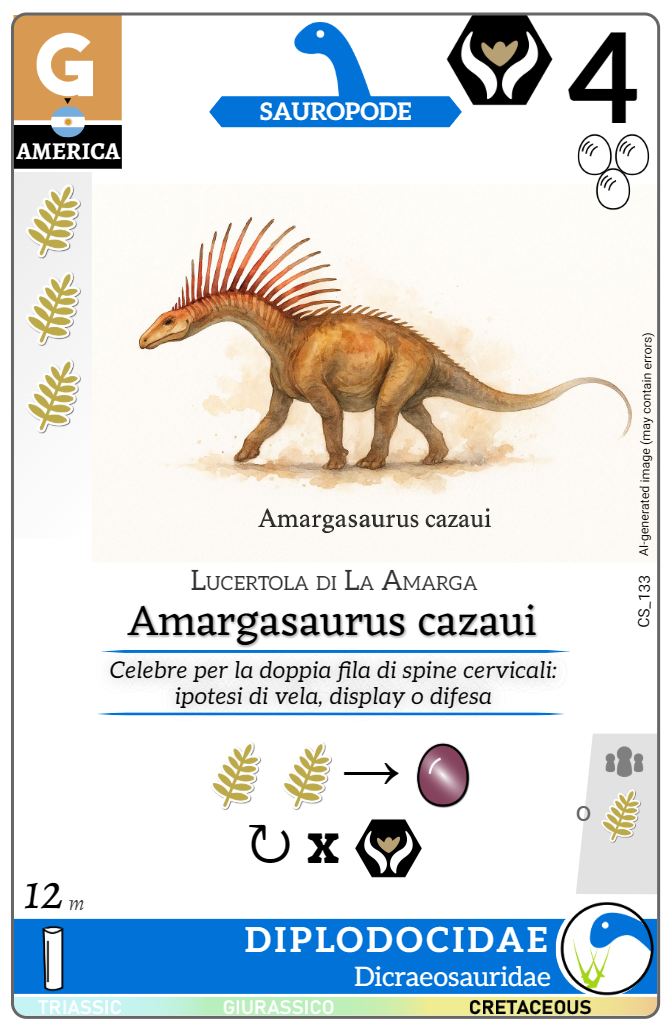 G
SAUROPODE
4
AMERICA
Amargasaurus cazaui
AI-generated image (may contain errors)
CS_133
Lucertola di La Amarga
Amargasaurus cazaui
Celebre per la doppia fila di spine cervicali:
ipotesi di vela, display o difesa
x
o
12 m
DIPLODOCIDAE
Dicraeosauridae
TRIASSIC
GIURASSICO
CRETACEOUS